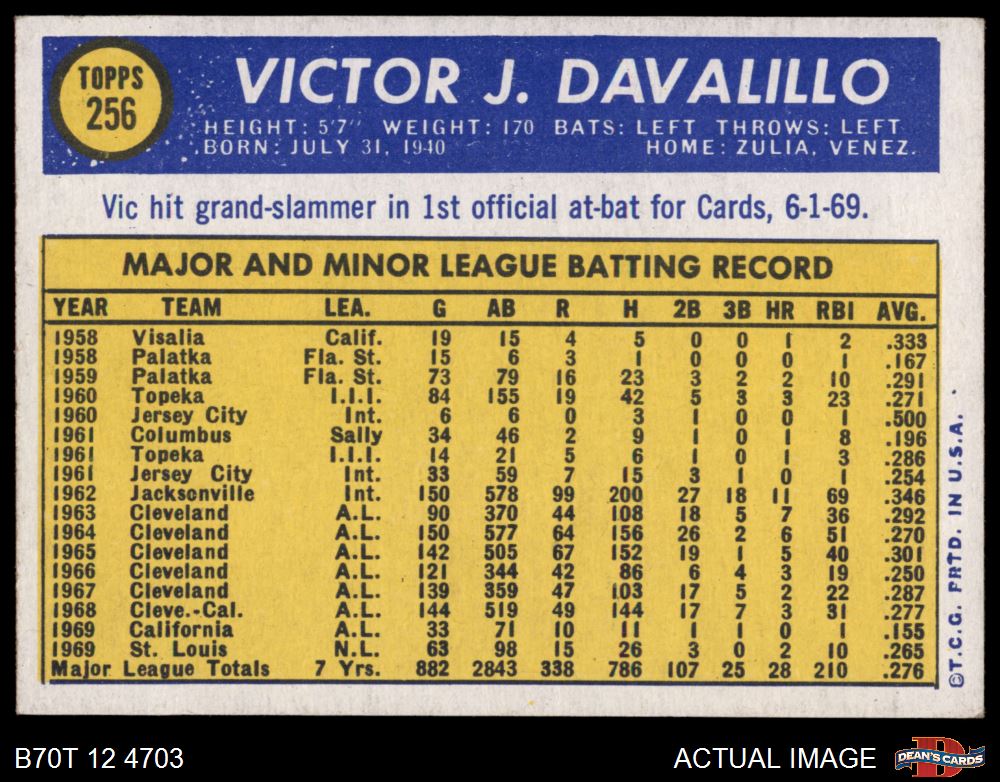 TOPPS
256
VICTOR J. DAVALILLO
HEIGHT: 5'7" WEIGHT: 170 BATS: LEFT THROWS: LEFT
BORN: JULY 31, 1940 HOME: ZULIA, VENEZ.
Vic hit grand-slammer in 1st official at-bat for Cards, 6-1-69.
MAJOR AND MINOR LEAGUE BATTING RECORD
YEAR TEAM LEA. G AB R H 2B 3B HR RBI AVG.
1958 Visalia Calif. 19 15 4 5 0 0 1 2 .333
1958 Palatka Fla. St. 15 6 3 1 0 0 0 1 .167
1959 Palatka Fla. St. 73 79 16 23 3 2 2 10 .291
1960 Topeka I.I.I. 84 155 19 42 5 3 3 23 .271
1960 Jersey City Int. 6 6 0 3 1 0 0 1 .500
1961 Columbus Sally 34 46 2 9 1 0 1 8 .196
1961 Topeka I.I.I. 14 21 5 6 1 0 1 3 .286
1961 Jersey City Int. 33 59 7 15 3 1 0 1 .254
1962 Jacksonville Int. 150 578 99 200 27 18 11 69 .346
1963 Cleveland A.L. 90 370 44 108 18 5 7 36 .292
1964 Cleveland A.L. 150 577 64 156 26 2 6 51 .270
1965 Cleveland A.L. 142 505 67 152 19 1 5 40 .301
1966 Cleveland A.L. 121 344 42 86 6 4 3 19 .250
1967 Cleveland A.L. 139 359 47 103 17 5 2 22 .287
1968 Cleve.-Cal. A.L. 144 519 49 144 17 7 3 31 .277
1969 California A.L. 33 71 10 11 1 1 0 1 .155
1969 St. Louis N.L. 63 98 15 26 3 0 2 10 .265
Major League Totals 7 Yrs. 882 2843 338 786 107 25 28 210 .276
©T.C.G. PRTD. IN U.S.A.
B70T 12 4703
ACTUAL IMAGE
D
DEAN'S CARDS